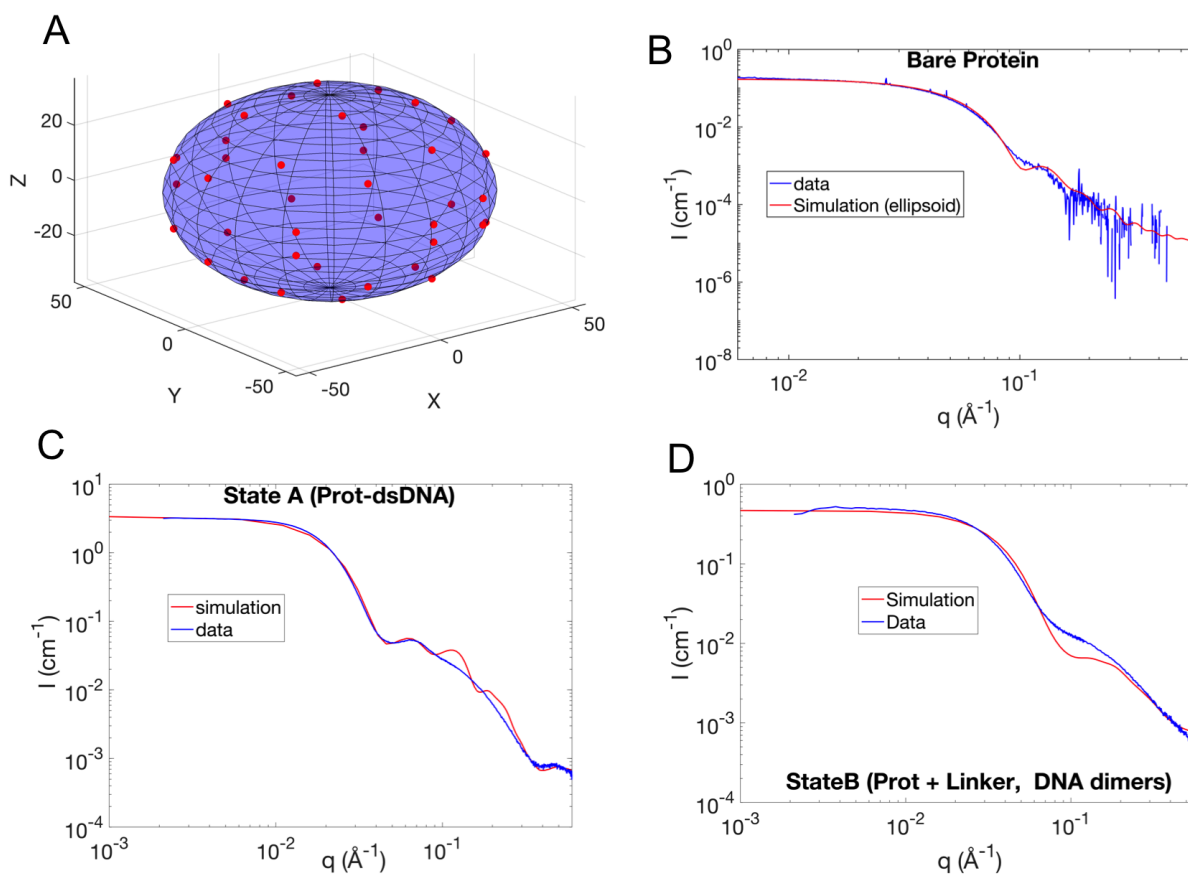 A
20
0
-20
Z
50
0
-50
Y
-50
0
50
X
B
Bare Protein
10^0
10^-2
10^-4
10^-6
10^-8
I (cm^-1)
data
Simulation (ellipsoid)
10^-2
10^-1
q (Å^-1)
C
State A (Prot-dsDNA)
10^1
10^0
10^-1
10^-2
10^-3
10^-4
I (cm^-1)
simulation
data
10^-3
10^-2
10^-1
q (Å^-1)
D
10^0
10^-1
10^-2
10^-3
10^-4
I (cm^-1)
Simulation
Data
StateB (Prot + Linker, DNA dimers)
10^-3
10^-2
10^-1
q (Å^-1)